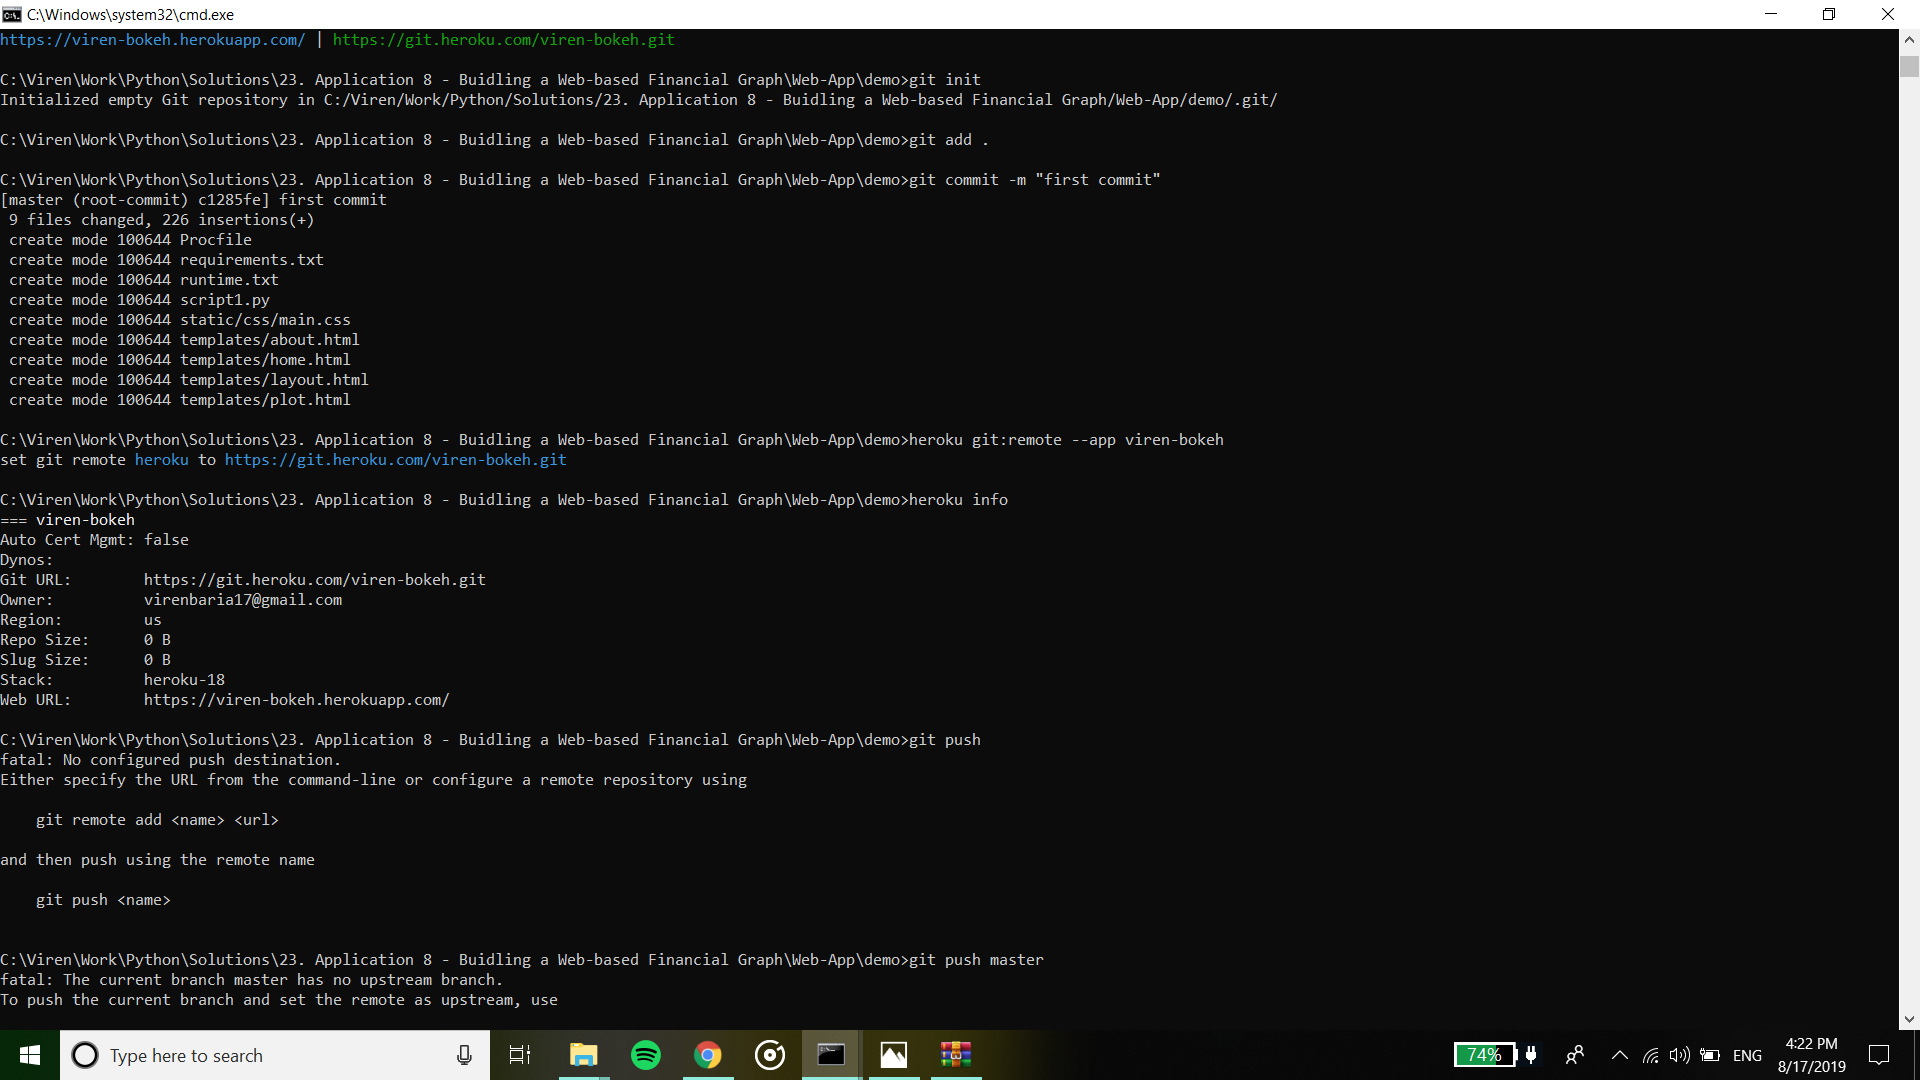 C:\Windows\system32\cmd.exe
https://viren-bokeh.herokuapp.com/ | https://git.heroku.com/viren-bokeh.git
C:\Viren\Work\Python\Solutions\23. Application 8 - Buidling a Web-based Financial Graph\Web-App\demo>git init
Initialized empty Git repository in C:/Viren/Work/Python/Solutions/23. Application 8 - Buidling a Web-based Financial Graph/Web-App/demo/.git/
C:\Viren\Work\Python\Solutions\23. Application 8 - Buidling a Web-based Financial Graph\Web-App\demo>git add .
C:\Viren\Work\Python\Solutions\23. Application 8 - Buidling a Web-based Financial Graph\Web-App\demo>git commit -m "first commit"
[master (root-commit) c1285fe] first commit
9 files changed, 226 insertions(+)
create mode 100644 Procfile
create mode 100644 requirements.txt
create mode 100644 runtime.txt
create mode 100644 script1.py
create mode 100644 static/css/main.css
create mode 100644 templates/about.html
create mode 100644 templates/home.html
create mode 100644 templates/layout.html
create mode 100644 templates/plot.html
C:\Viren\Work\Python\Solutions\23. Application 8 - Buidling a Web-based Financial Graph\Web-App\demo>heroku git:remote --app viren-bokeh
set git remote heroku to https://git.heroku.com/viren-bokeh.git
C:\Viren\Work\Python\Solutions\23. Application 8 - Buidling a Web-based Financial Graph\Web-App\demo>heroku info
=== viren-bokeh
Auto Cert Mgmt: false
Dynos:
Git URL: https://git.heroku.com/viren-bokeh.git
Owner: virenbaria17@gmail.com
Region: us
Repo Size: 0 B
Slug Size: 0 B
Stack: heroku-18
Web URL: https://viren-bokeh.herokuapp.com/
C:\Viren\Work\Python\Solutions\23. Application 8 - Buidling a Web-based Financial Graph\Web-App\demo>git push
fatal: No configured push destination.
Either specify the URL from the command-line or configure a remote repository using
git remote add <name> <url>
and then push using the remote name
git push <name>
C:\Viren\Work\Python\Solutions\23. Application 8 - Buidling a Web-based Financial Graph\Web-App\demo>git push master
fatal: The current branch master has no upstream branch.
To push the current branch and set the remote as upstream, use
Type here to search
74%
ENG
4:22 PM
8/17/2019